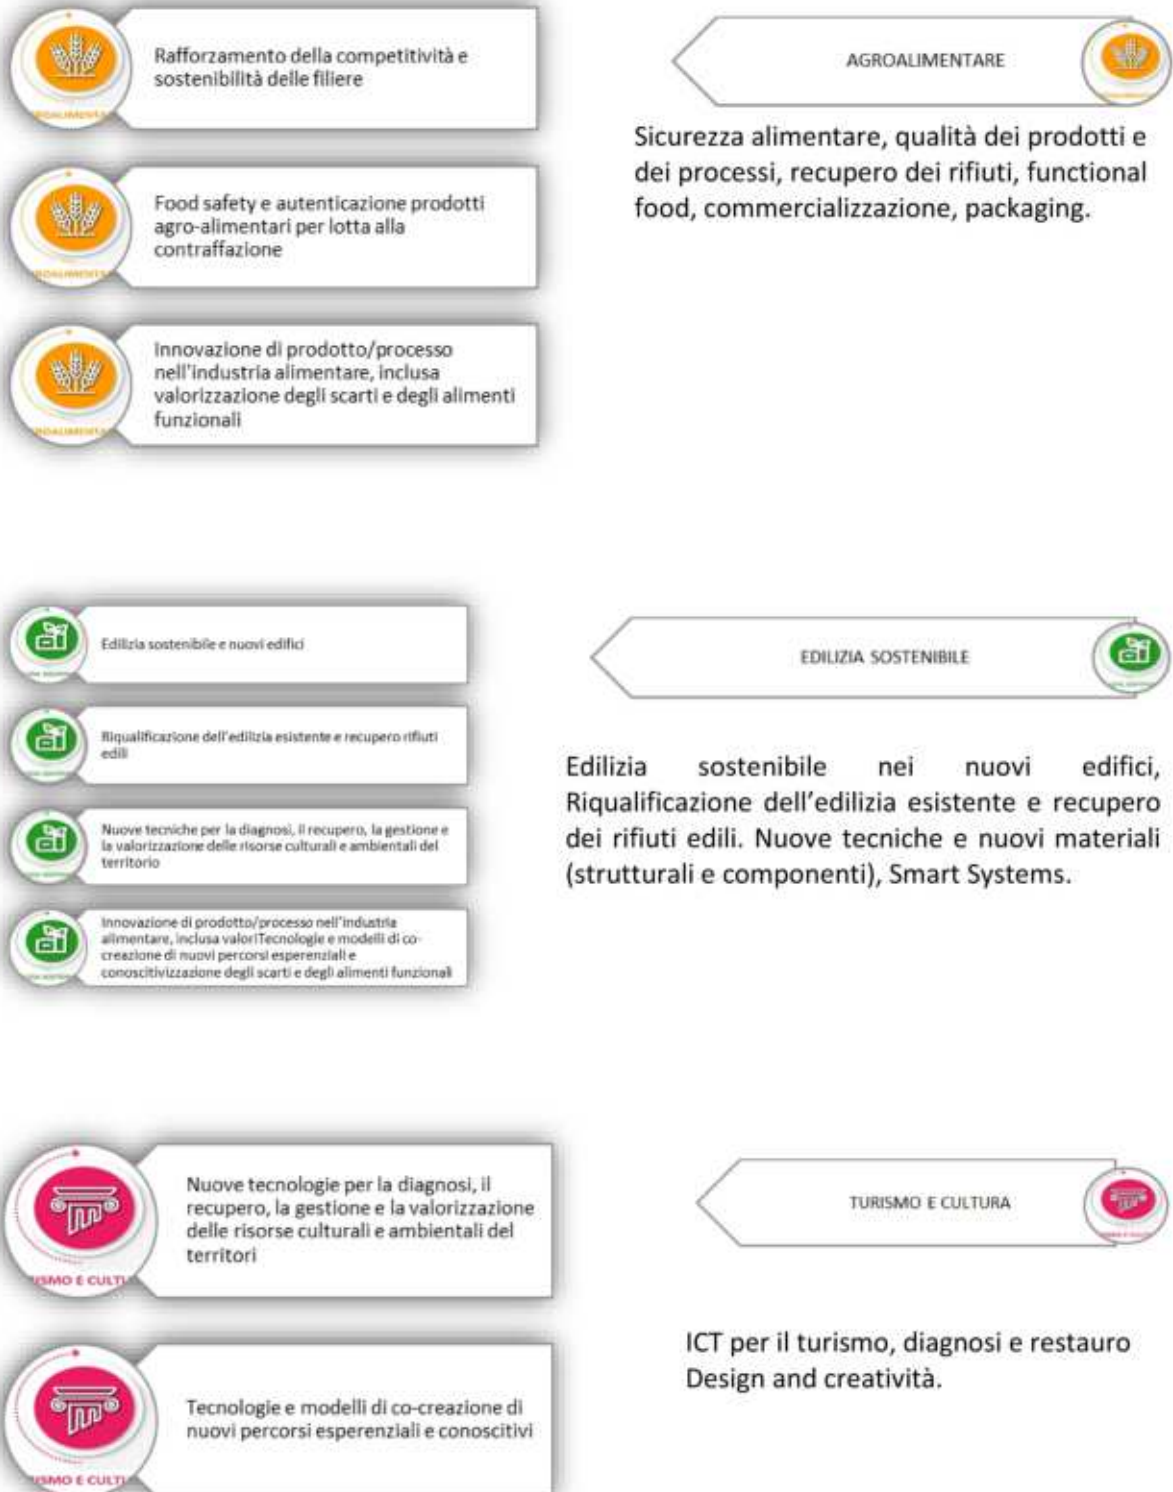 Rafforzamento della competitività e
sostenibilità delle filiere
AGROALIMENTARE
Sicurezza alimentare, qualità dei prodotti e
dei processi, recupero dei rifiuti, functional
food, commercializzazione, packaging.
Food safety e autenticazione prodotti
agro-alimentari per lotta alla
contraffazione
Innovazione di prodotto/processo
nell'industria alimentare, inclusa
valorizzazione degli scarti e degli alimenti
funzionali
Edilizia sostenibile e nuovi edifici
Riqualificazione dell'edilizia esistente e recupero rifiuti
edili
Nuove tecniche per la diagnosi, il recupero, la gestione e
la valorizzazione delle risorse culturali e ambientali del
territorio
Innovazione di prodotto/processo nell'industria
alimentare, inclusa valoriTecnologie e modelli di co-
creazione di nuovi percorsi esperenziali e
conoscitivizzazione degli scarti e degli alimenti funzionali
EDILIZIA SOSTENIBILE
Edilizia sostenibile nei nuovi edifici,
Riqualificazione dell'edilizia esistente e recupero
dei rifiuti edili. Nuove tecniche e nuovi materiali
(strutturali e componenti), Smart Systems.
Nuove tecnologie per la diagnosi, il
recupero, la gestione e la valorizzazione
delle risorse culturali e ambientali del
territori
ISMO E CULTU
Tecnologie e modelli di co-creazione di
nuovi percorsi esperenziali e conoscitivi
ISMO E CULTU
TURISMO E CULTURA
ICT per il turismo, diagnosi e restauro
Design and creatività.